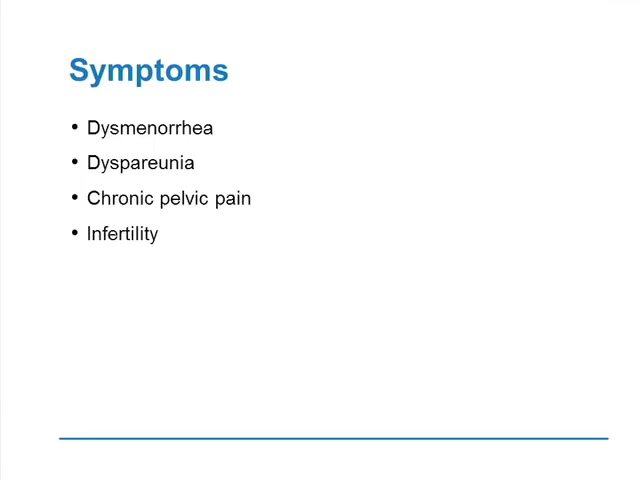 Symptoms
• Dysmenorrhea
• Dyspareunia
• Chronic pelvic pain
• Infertility